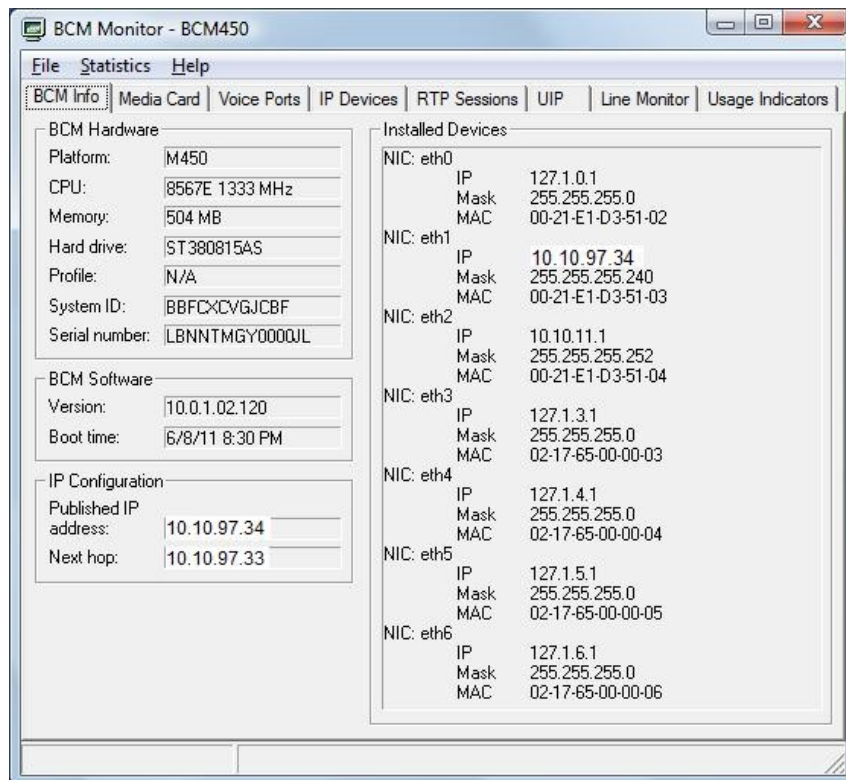 BCM Monitor - BCM450
File Statistics Help
BCM Info Media Card Voice Ports IP Devices RTP Sessions UIP Line Monitor Usage Indicators
BCM Hardware
Platform: M450
CPU: 8567E 1333 MHz
Memory: 504 MB
Hard drive: ST380815AS
Profile: N/A
System ID: BBFCXCVGJCBF
Serial number: LBNNTMGY0000JL
BCM Software
Version: 10.0.1.02.120
Boot time: 6/8/11 8:30 PM
IP Configuration
Published IP
address: 10.10.97.34
Next hop: 10.10.97.33
Installed Devices
NIC: eth0
IP 127.1.0.1
Mask 255.255.255.0
MAC 00-21-E1-D3-51-02
NIC: eth1
IP 10.10.97.34
Mask 255.255.255.240
MAC 00-21-E1-D3-51-03
NIC: eth2
IP 10.10.11.1
Mask 255.255.255.252
MAC 00-21-E1-D3-51-04
NIC: eth3
IP 127.1.3.1
Mask 255.255.255.0
MAC 02-17-65-00-00-03
NIC: eth4
IP 127.1.4.1
Mask 255.255.255.0
MAC 02-17-65-00-00-04
NIC: eth5
IP 127.1.5.1
Mask 255.255.255.0
MAC 02-17-65-00-00-05
NIC: eth6
IP 127.1.6.1
Mask 255.255.255.0
MAC 02-17-65-00-00-06